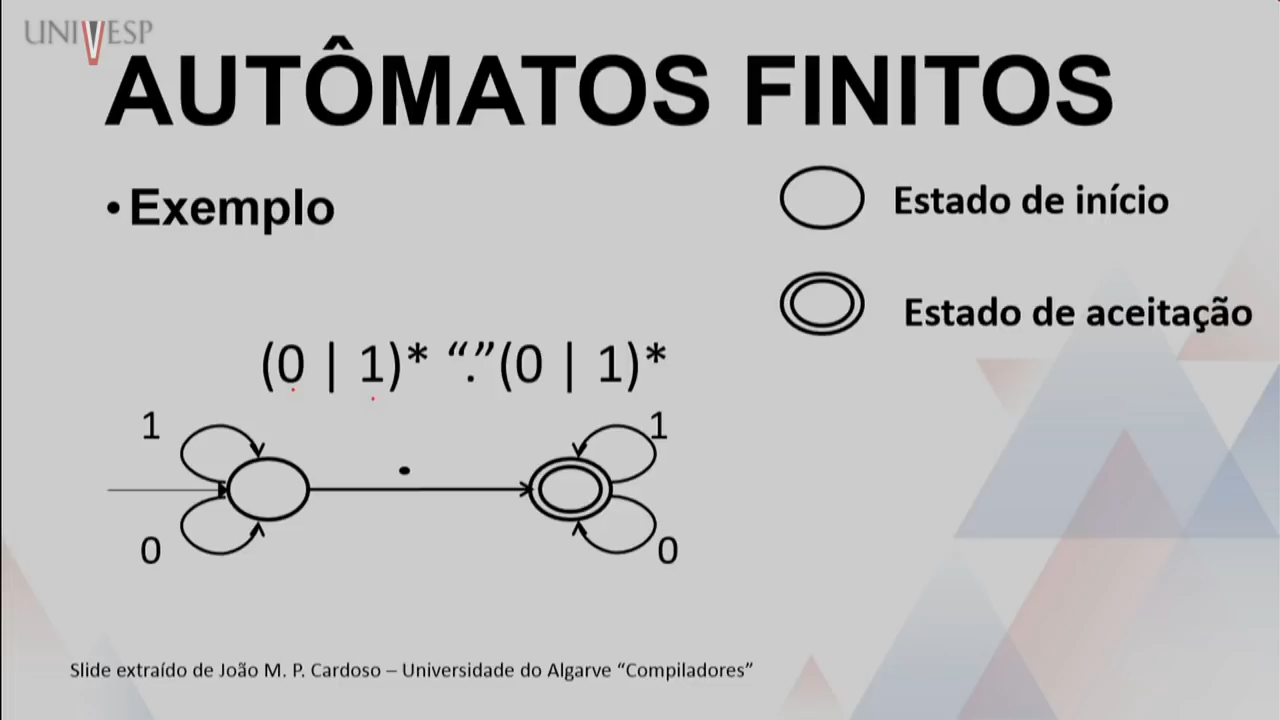 UNIVESP
AUTÔMATOS FINITOS
• Exemplo
Estado de início
Estado de aceitação
(0 | 1)* “.”(0 | 1)*
1
1
.
0
0
Slide extraído de João M. P. Cardoso – Universidade do Algarve “Compiladores”